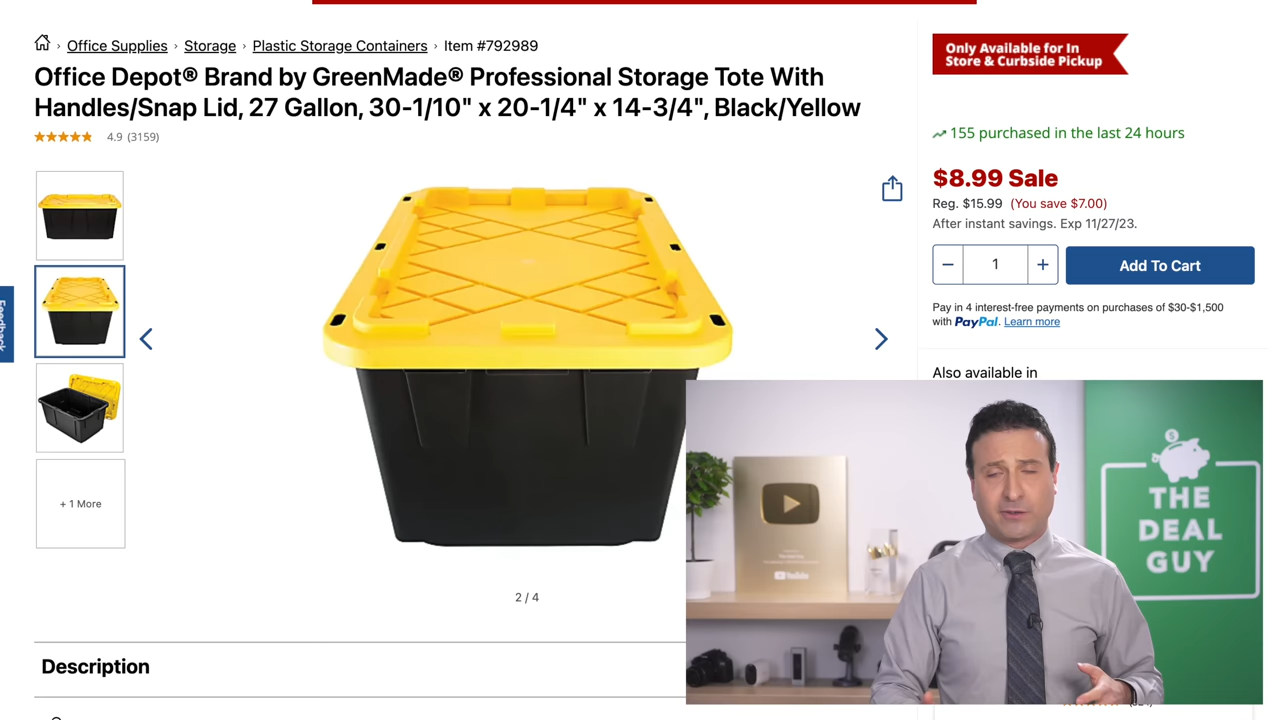 Office Supplies › Storage › Plastic Storage Containers › Item #792989
Office Depot® Brand by GreenMade® Professional Storage Tote With
Handles/Snap Lid, 27 Gallon, 30-1/10" x 20-1/4" x 14-3/4", Black/Yellow
4.9 (3159)
Feedback
+ 1 More
2 / 4
Description
Only Available for In
Store & Curbside Pickup
155 purchased in the last 24 hours
$8.99 Sale
Reg. $15.99 (You save $7.00)
After instant savings. Exp 11/27/23.
− 1 + Add To Cart
Pay in 4 interest-free payments on purchases of $30-$1,500
with PayPal. Learn more
Also available in
THE
DEAL
GUY
YouTube